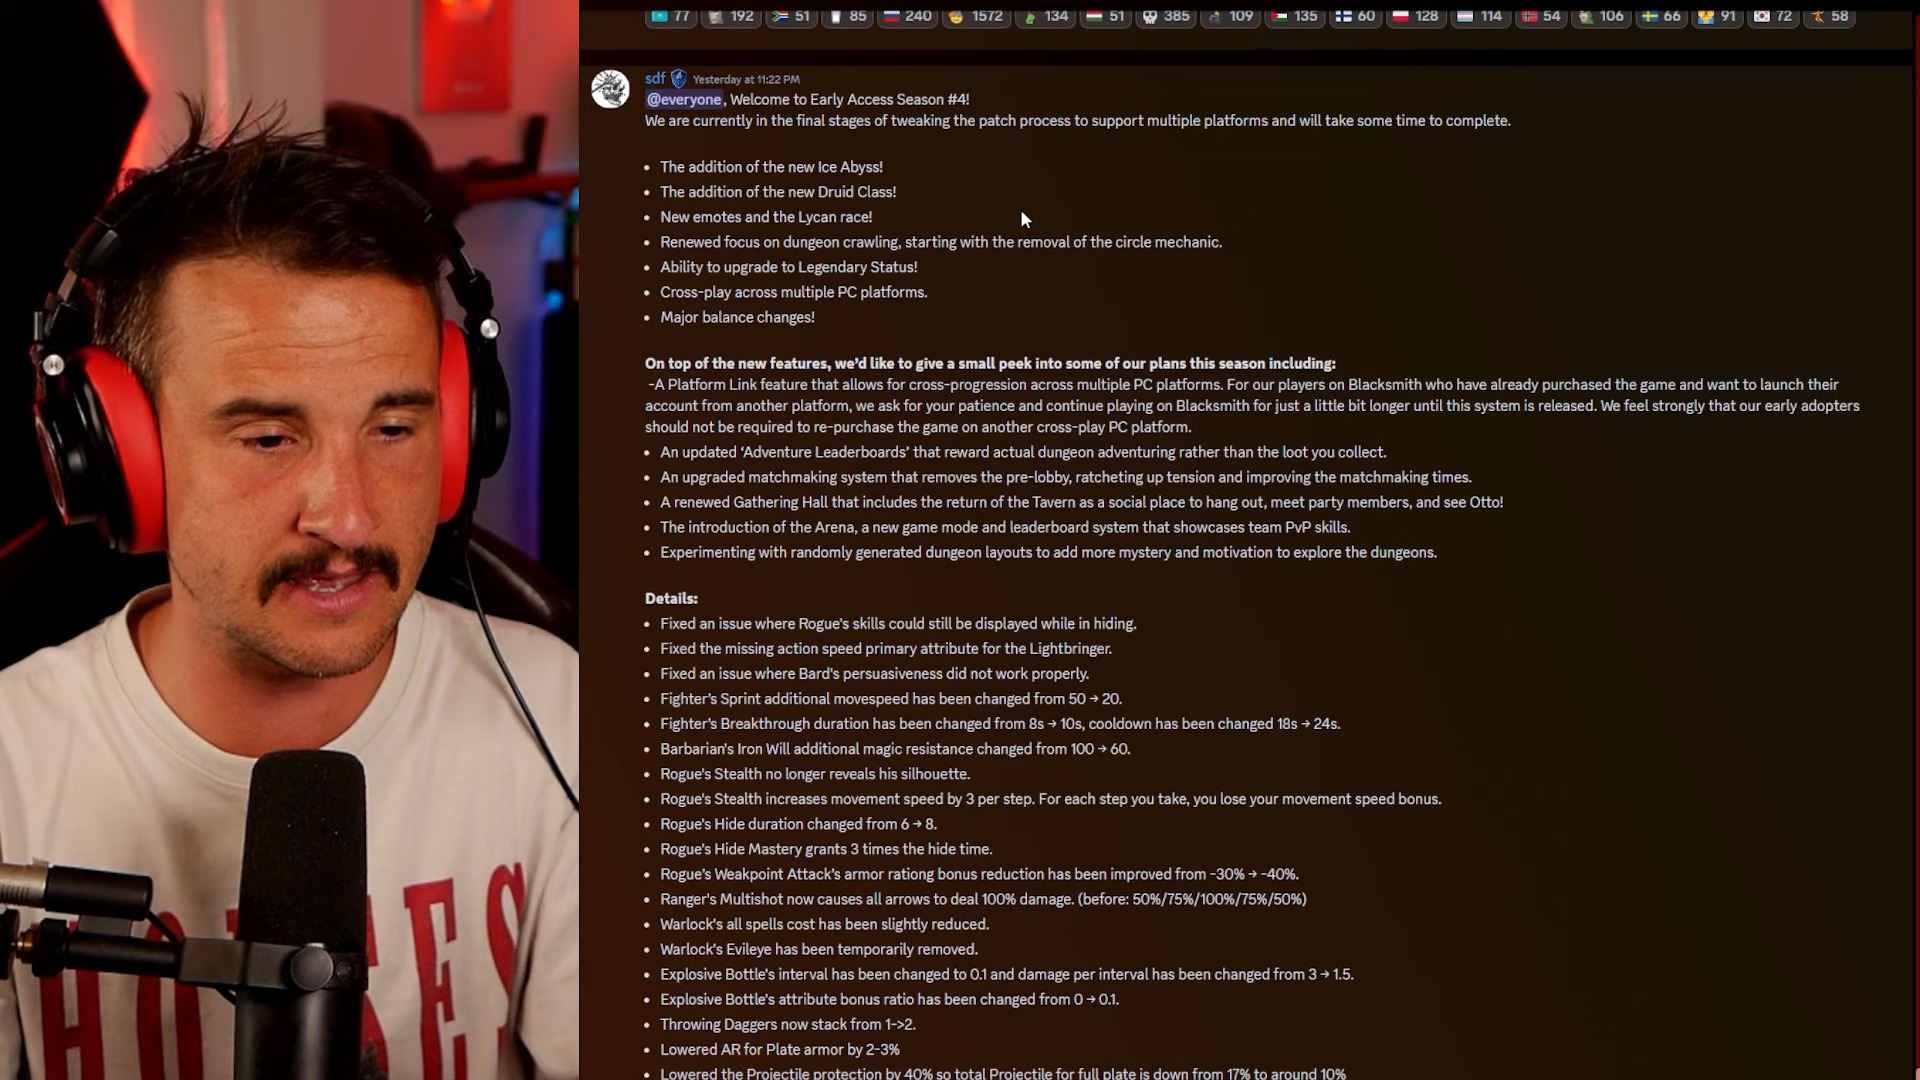 77 192 51 85 240 1572 134 51 385 109 135 60 128 114 54 106 66 91 72 58
sdf Yesterday at 11:22 PM
@everyone, Welcome to Early Access Season #4!
We are currently in the final stages of tweaking the patch process to support multiple platforms and will take some time to complete.
• The addition of the new Ice Abyss!
• The addition of the new Druid Class!
• New emotes and the Lycan race!
• Renewed focus on dungeon crawling, starting with the removal of the circle mechanic.
• Ability to upgrade to Legendary Status!
• Cross-play across multiple PC platforms.
• Major balance changes!
On top of the new features, we'd like to give a small peek into some of our plans this season including:
-A Platform Link feature that allows for cross-progression across multiple PC platforms. For our players on Blacksmith who have already purchased the game and want to launch their
account from another platform, we ask for your patience and continue playing on Blacksmith for just a little bit longer until this system is released. We feel strongly that our early adopters
should not be required to re-purchase the game on another cross-play PC platform.
• An updated ‘Adventure Leaderboards’ that reward actual dungeon adventuring rather than the loot you collect.
• An upgraded matchmaking system that removes the pre-lobby, ratcheting up tension and improving the matchmaking times.
• A renewed Gathering Hall that includes the return of the Tavern as a social place to hang out, meet party members, and see Otto!
• The introduction of the Arena, a new game mode and leaderboard system that showcases team PvP skills.
• Experimenting with randomly generated dungeon layouts to add more mystery and motivation to explore the dungeons.
Details:
• Fixed an issue where Rogue's skills could still be displayed while in hiding.
• Fixed the missing action speed primary attribute for the Lightbringer.
• Fixed an issue where Bard's persuasiveness did not work properly.
• Fighter's Sprint additional movespeed has been changed from 50 → 20.
• Fighter's Breakthrough duration has been changed from 8s → 10s, cooldown has been changed 18s → 24s.
• Barbarian's Iron Will additional magic resistance changed from 100 → 60.
• Rogue's Stealth no longer reveals his silhouette.
• Rogue's Stealth increases movement speed by 3 per step. For each step you take, you lose your movement speed bonus.
• Rogue's Hide duration changed from 6 → 8.
• Rogue's Hide Mastery grants 3 times the hide time.
• Rogue's Weakpoint Attack's armor rationg bonus reduction has been improved from -30% → -40%.
• Ranger's Multishot now causes all arrows to deal 100% damage. (before: 50%/75%/100%/75%/50%)
• Warlock's all spells cost has been slightly reduced.
• Warlock's Evileye has been temporarily removed.
• Explosive Bottle's interval has been changed to 0.1 and damage per interval has been changed from 3 → 1.5.
• Explosive Bottle's attribute bonus ratio has been changed from 0 → 0.1.
• Throwing Daggers now stack from 1->2.
• Lowered AR for Plate armor by 2-3%
• Lowered the Projectile protection by 40% so total Projectile for full plate is down from 17% to around 10%